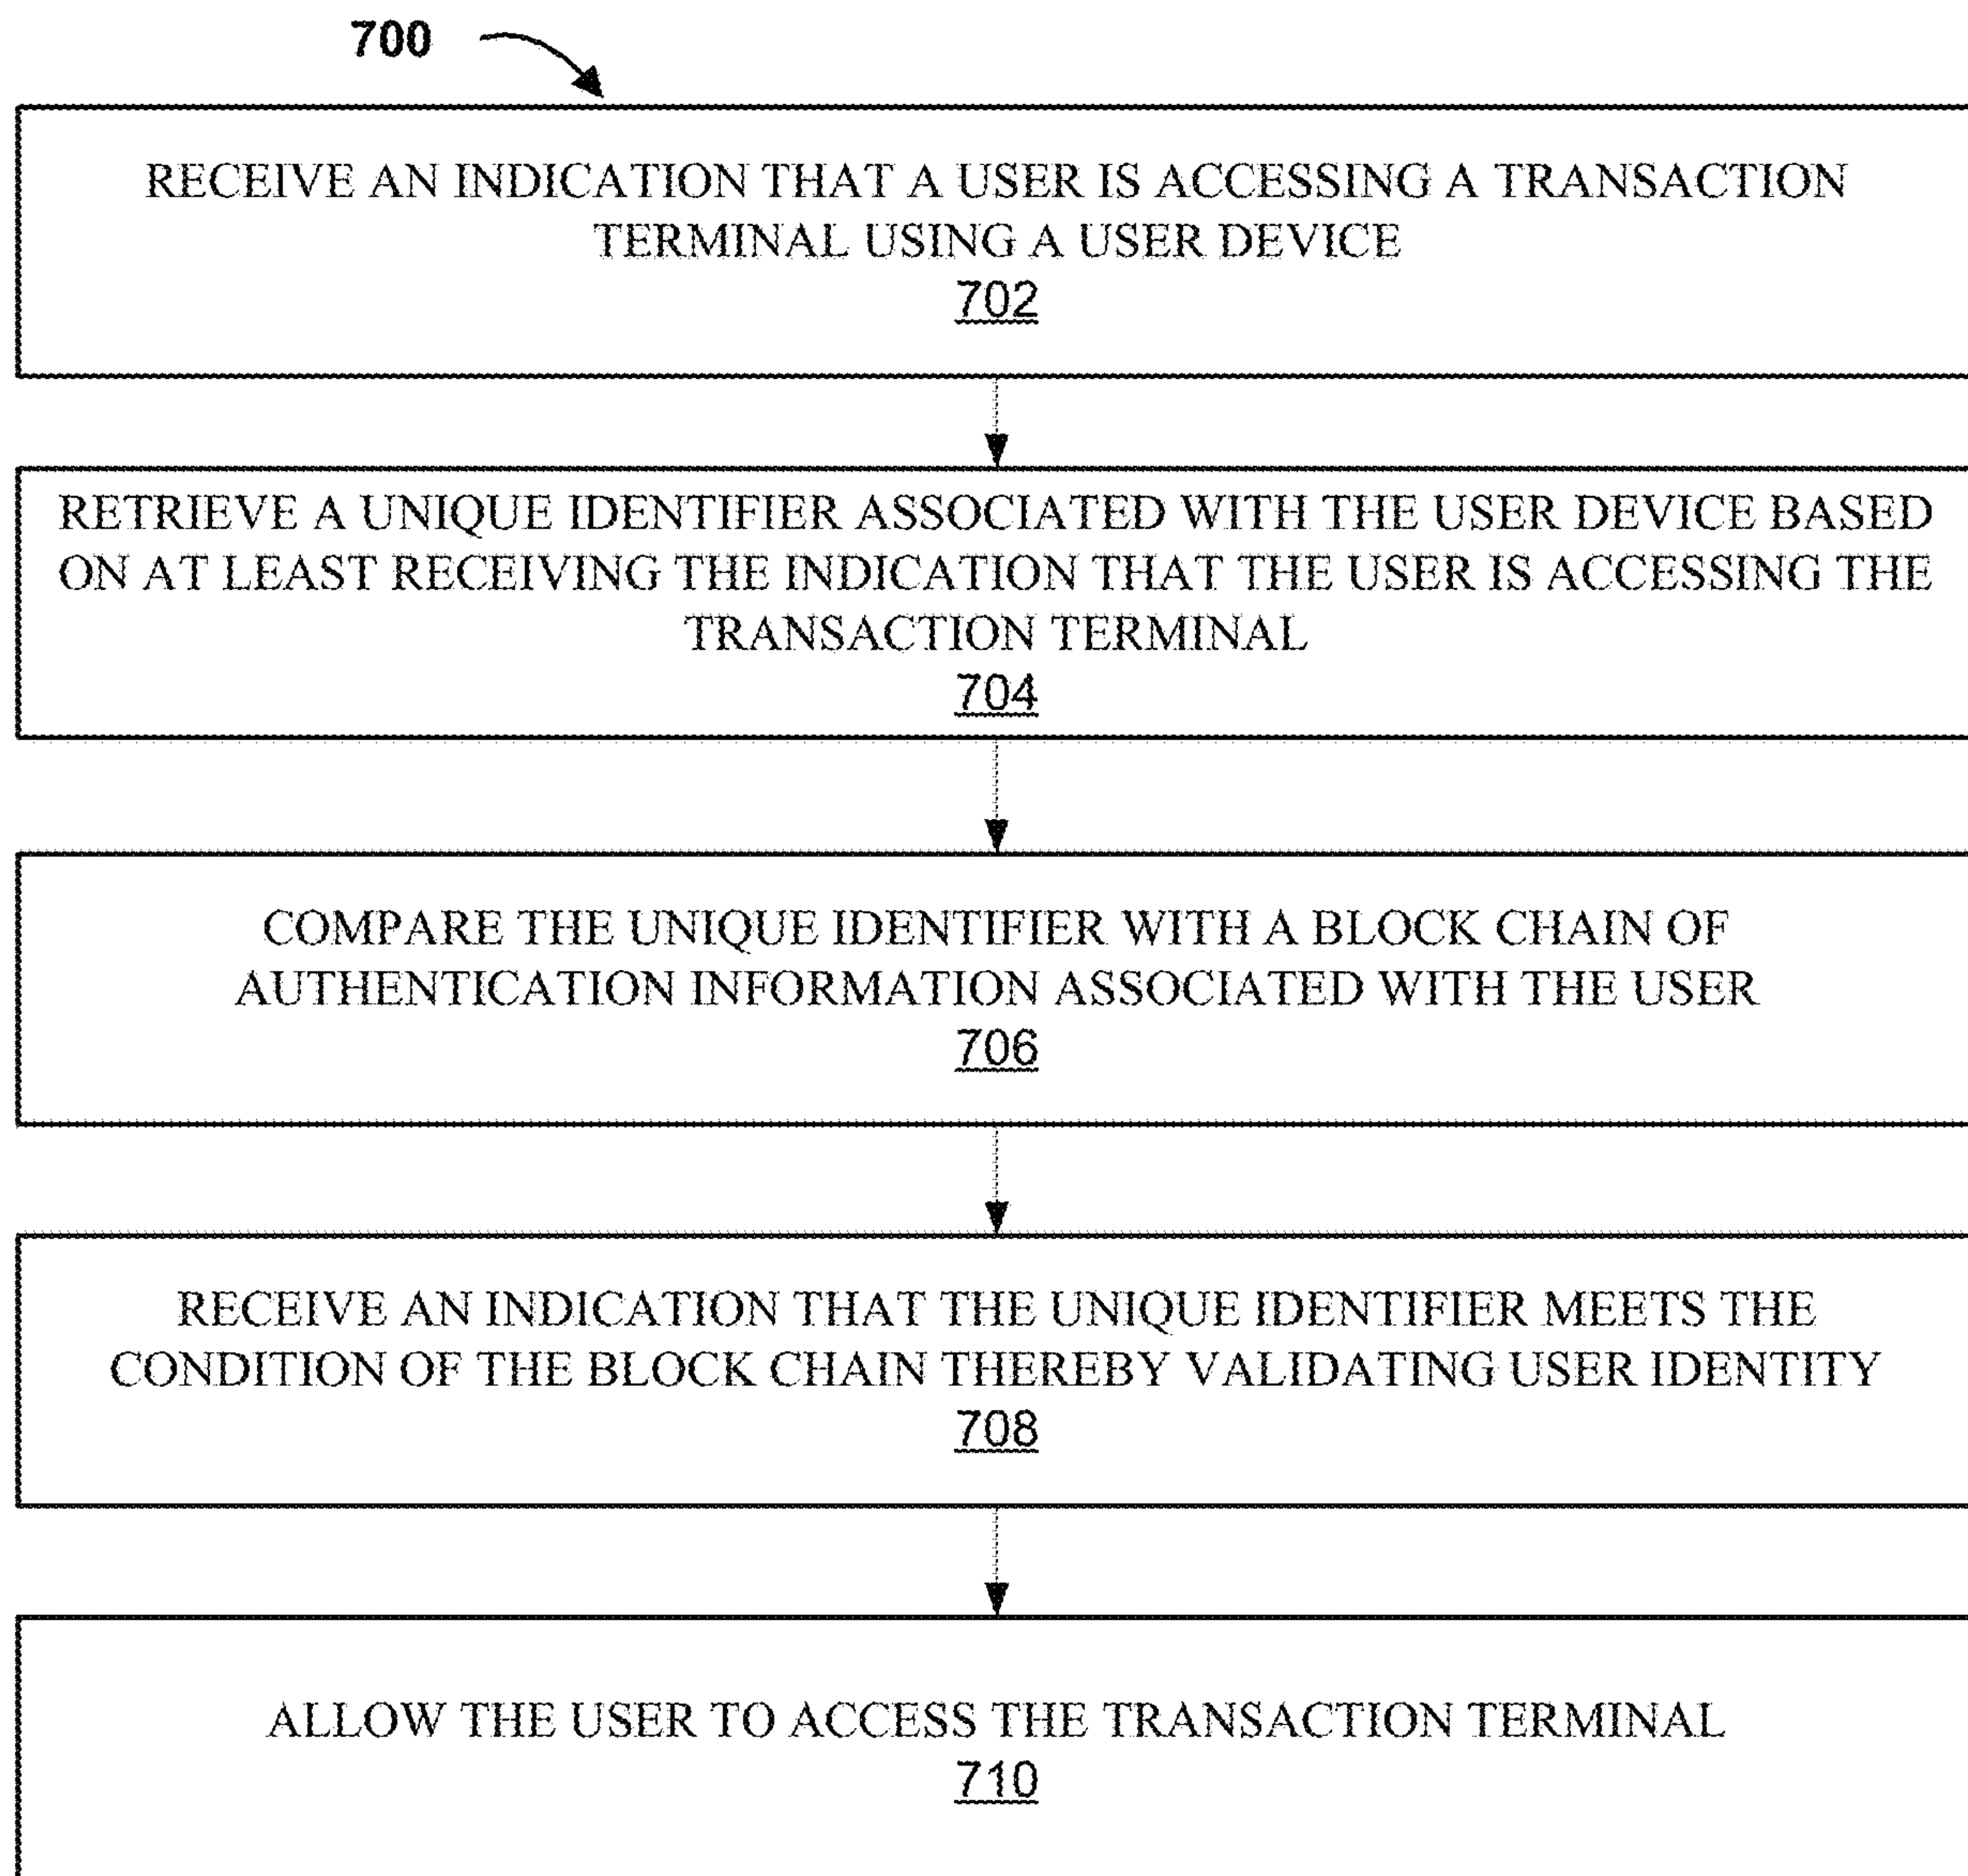 700
RECEIVE AN INDICATION THAT A USER IS ACCESSING A TRANSACTION
TERMINAL USING A USER DEVICE
702
RETRIEVE A UNIQUE IDENTIFIER ASSOCIATED WITH THE USER DEVICE BASED
ON AT LEAST RECEIVING THE INDICATION THAT THE USER IS ACCESSING THE
TRANSACTION TERMINAL
704
COMPARE THE UNIQUE IDENTIFIER WITH A BLOCK CHAIN OF
AUTHENTICATION INFORMATION ASSOCIATED WITH THE USER
706
RECEIVE AN INDICATION THAT THE UNIQUE IDENTIFIER MEETS THE
CONDITION OF THE BLOCK CHAIN THEREBY VALIDATING USER IDENTITY
708
ALLOW THE USER TO ACCESS THE TRANSACTION TERMINAL
710